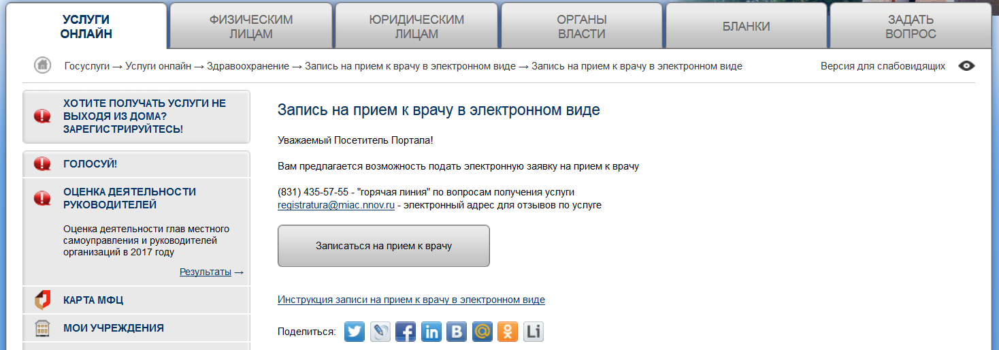 УСЛУГИ
ОНЛАЙН
ФИЗИЧЕСКИМ
ЛИЦАМ
ЮРИДИЧЕСКИМ
ЛИЦАМ
ОРГАНЫ
ВЛАСТИ
БЛАНКИ
ЗАДАТЬ
ВОПРОС
Госуслуги → Услуги онлайн → Здравоохранение → Запись на прием к врачу в электронном виде → Запись на прием к врачу в электронном виде
Версия для слабовидящих
ХОТИТЕ ПОЛУЧАТЬ УСЛУГИ НЕ
ВЫХОДЯ ИЗ ДОМА?
ЗАРЕГИСТРИРУЙТЕСЬ!
ГОЛОСУЙ!
ОЦЕНКА ДЕЯТЕЛЬНОСТИ
РУКОВОДИТЕЛЕЙ
Оценка деятельности глав местного
самоуправления и руководителей
организаций в 2017 году
Результаты →
КАРТА МФЦ
МОИ УЧРЕЖДЕНИЯ
Запись на прием к врачу в электронном виде
Уважаемый Посетитель Портала!
Вам предлагается возможность подать электронную заявку на прием к врачу
(831) 435-57-55 - "горячая линия" по вопросам получения услуги
registratura@miac.nnov.ru - электронный адрес для отзывов по услуге
Записаться на прием к врачу
Инструкция записи на прием к врачу в электронном виде
Поделиться: